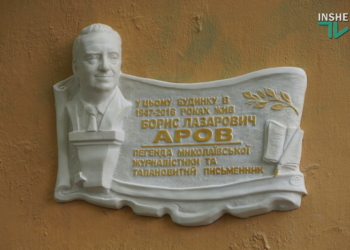 INSHE
У ЦЬОМУ БУДИНКУ В
1947-2016 РОКАХ ЖИВ
БОРИС ЛАЗАРОВИЧ
АРОВ
ЛЕГЕНДА МИКОЛАЇВСЬКОЇ
ЖУРНАЛІСТИКИ ТА
ТАЛАНОВИТИЙ ПИСЬМЕННИК